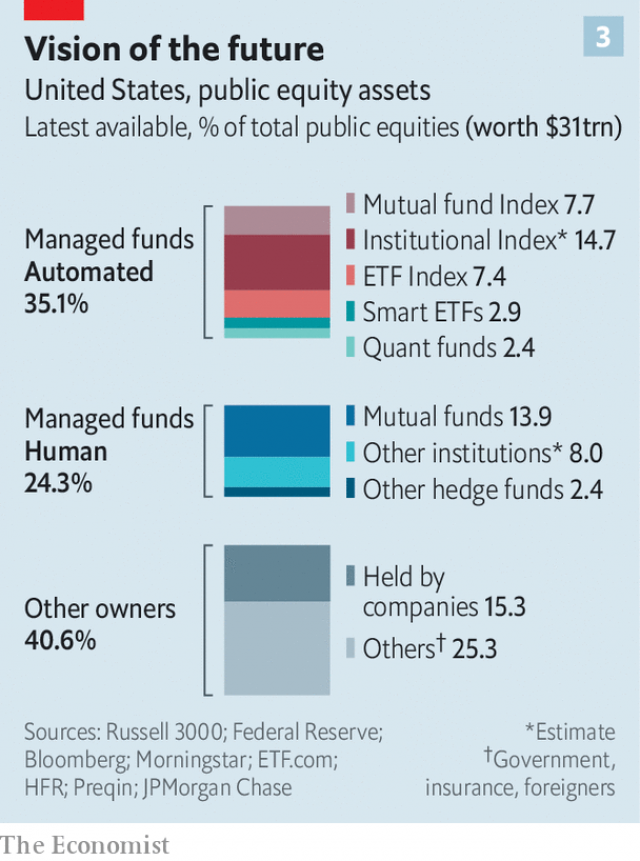 3
Vision of the future
United States, public equity assets
Latest available, % of total public equities (worth $31trn)
Managed funds
Automated
35.1%
Mutual fund Index 7.7
Institutional Index* 14.7
ETF Index 7.4
Smart ETFs 2.9
Quant funds 2.4
Managed funds
Human
24.3%
Mutual funds 13.9
Other institutions* 8.0
Other hedge funds 2.4
Other owners
40.6%
Held by
companies 15.3
Others† 25.3
Sources: Russell 3000; Federal Reserve;
Bloomberg; Morningstar; ETF.com;
HFR; Preqin; JPMorgan Chase
*Estimate
†Government,
insurance, foreigners
The Economist